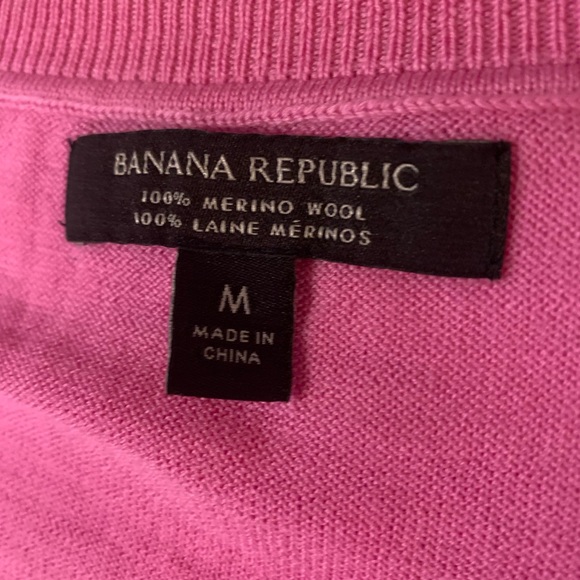 BANANA REPUBLIC
100% MERINO WOOL
100% LAINE MÉRINOS
M
MADE IN
CHINA